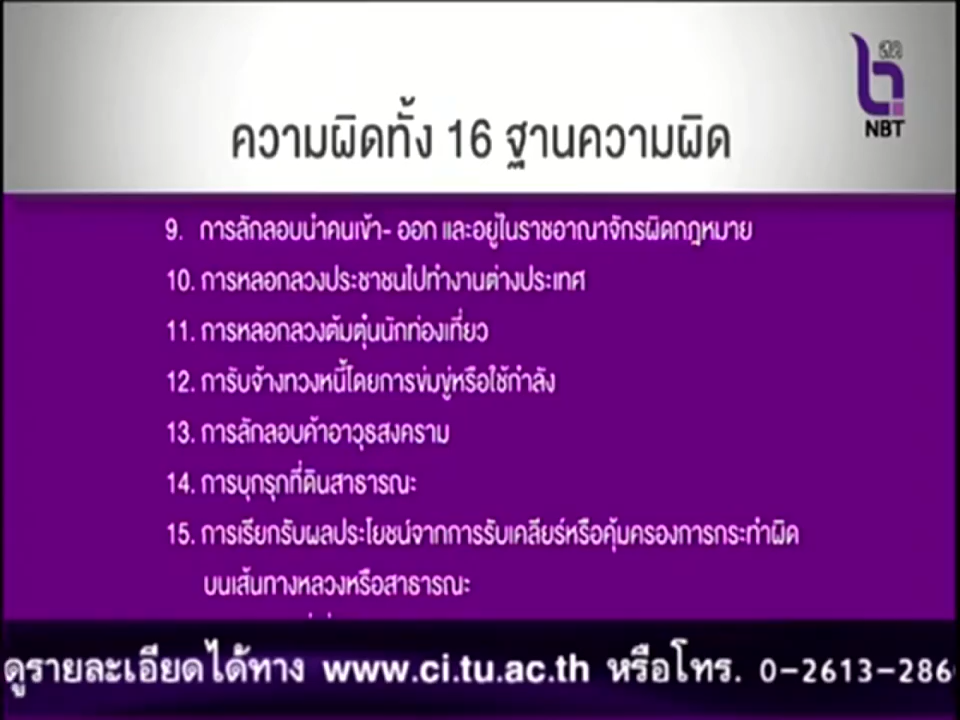 สด
NBT
ความผิดทั้ง 16 ฐานความผิด
9. การลักลอบนำคนเข้า- ออก และอยู่ในราชอาณาจักรผิดกฎหมาย
10. การหลอกลวงประชาชนไปทำงานต่างประเทศ
11. การหลอกลวงต้มตุ๋นนักท่องเที่ยว
12. การับจ้างทวงหนี้โดยการข่มขู่หรือใช้กำลัง
13. การลักลอบค้าอาวุธสงคราม
14. การบุกรุกที่ดินสาธารณะ
15. การเรียกรับผลประโยชน์จากการรับเคลียร์หรือคุ้มครองการกระทำผิด
บนเส้นทางหลวงหรือสาธารณะ
ดูรายละเอียดได้ทาง www.ci.tu.ac.th หรือโทร. 0-2613-286